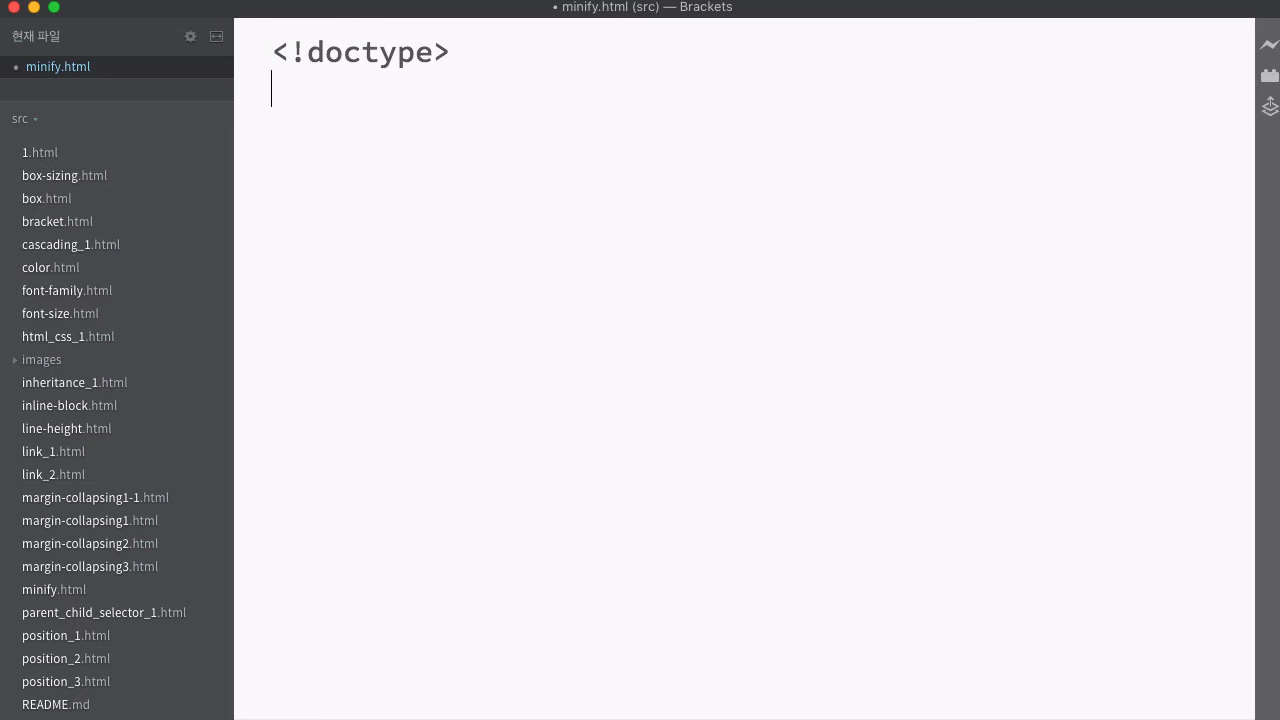 • minify.html (src) — Brackets
현재 파일
• minify.html
src
1.html
box-sizing.html
box.html
bracket.html
cascading_1.html
color.html
font-family.html
font-size.html
html_css_1.html
images
inheritance_1.html
inline-block.html
line-height.html
link_1.html
link_2.html
margin-collapsing1-1.html
margin-collapsing1.html
margin-collapsing2.html
margin-collapsing3.html
minify.html
parent_child_selector_1.html
position_1.html
position_2.html
position_3.html
README.md
<!doctype>